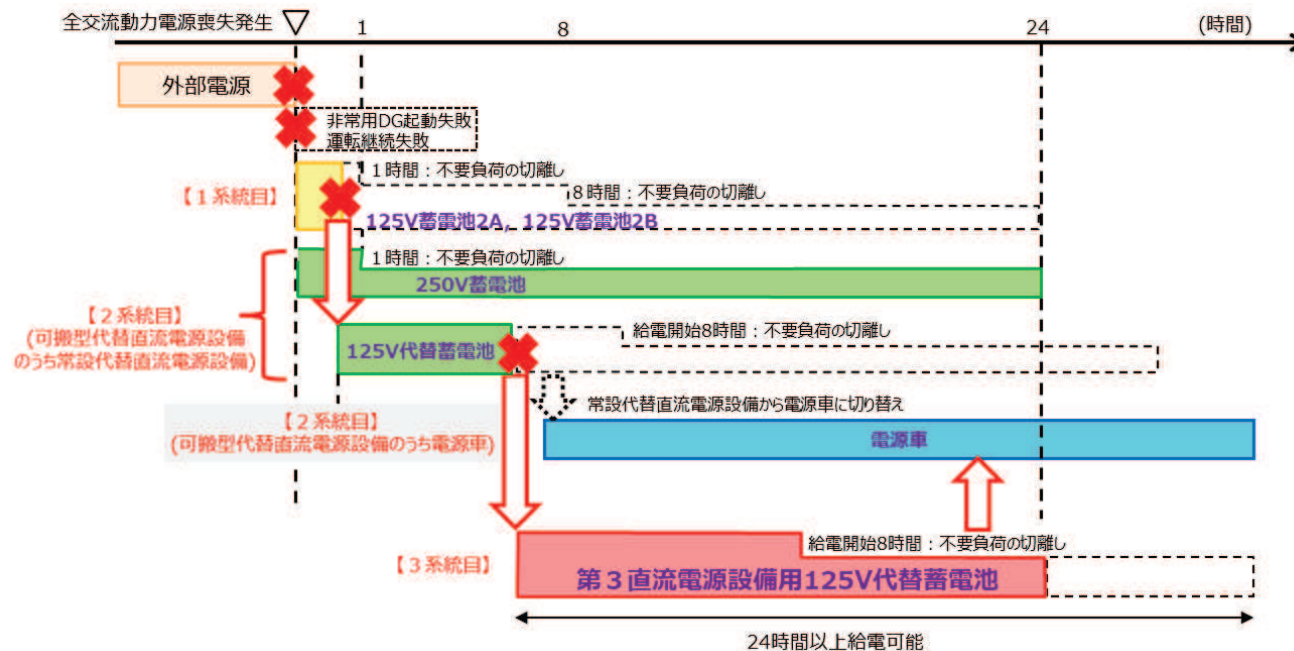 全交流動力電源喪失発生
1
8
24
(時間)
外部電源
非常用DG起動失敗
運転継続失敗
1時間：不要負荷の切離し
【1系統目】
8時間：不要負荷の切離し
125V蓄電池2A，125V蓄電池2B
1時間：不要負荷の切離し
250V蓄電池
【2系統目】
(可搬型代替直流電源設備
のうち常設代替直流電源設備)
給電開始8時間：不要負荷の切離し
125V代替蓄電池
常設代替直流電源設備から電源車に切り替え
【2系統目】
(可搬型代替直流電源設備のうち電源車)
電源車
給電開始8時間：不要負荷の切離し
【3系統目】
第３直流電源設備用125V代替蓄電池
24時間以上給電可能